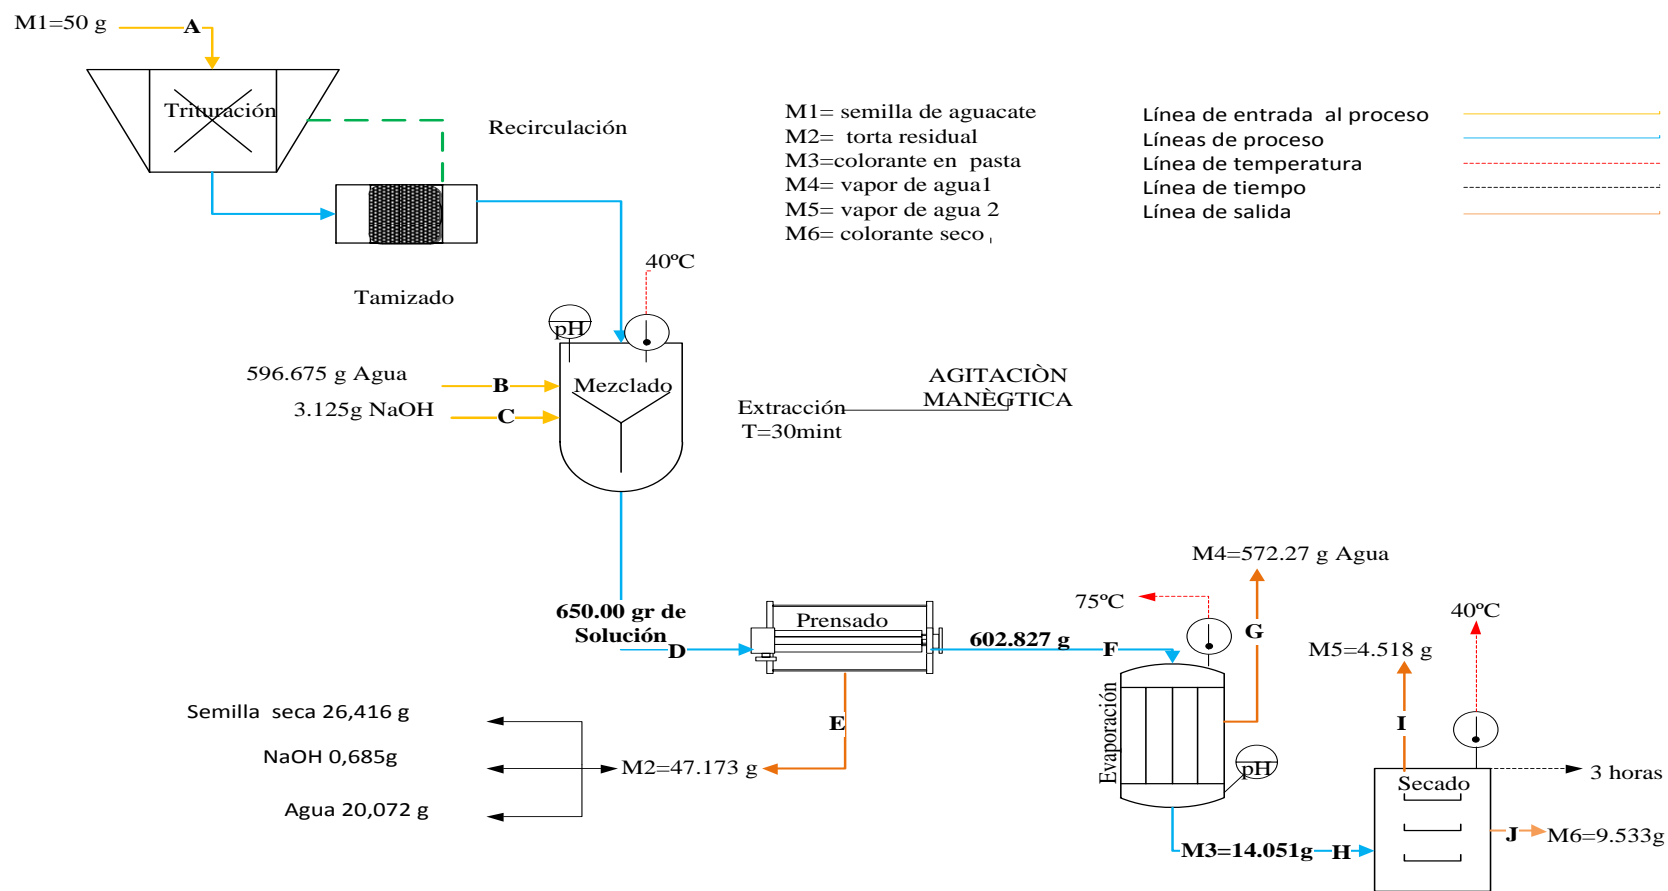 M1=50 g
A
Trituración
Recirculación
Tamizado
M1= semilla de aguacate
M2= torta residual
M3=colorante en pasta
M4= vapor de agua1
M5= vapor de agua 2
M6= colorante seco
Línea de entrada al proceso
Líneas de proceso
Línea de temperatura
Línea de tiempo
Línea de salida
40ºC
pH
596.675 g Agua
B
3.125g NaOH
C
Mezclado
Extracción
T=30mint
AGITACIÒN
MANÈGTICA
650.00 gr de
Solución
D
Prensado
602.827 g
F
E
M2=47.173 g
Semilla seca 26,416 g
NaOH 0,685g
Agua 20,072 g
M4=572.27 g Agua
75ºC
G
Evaporación
pH
M3=14.051g
H
M5=4.518 g
I
40ºC
3 horas
Secado
J
M6=9.533g